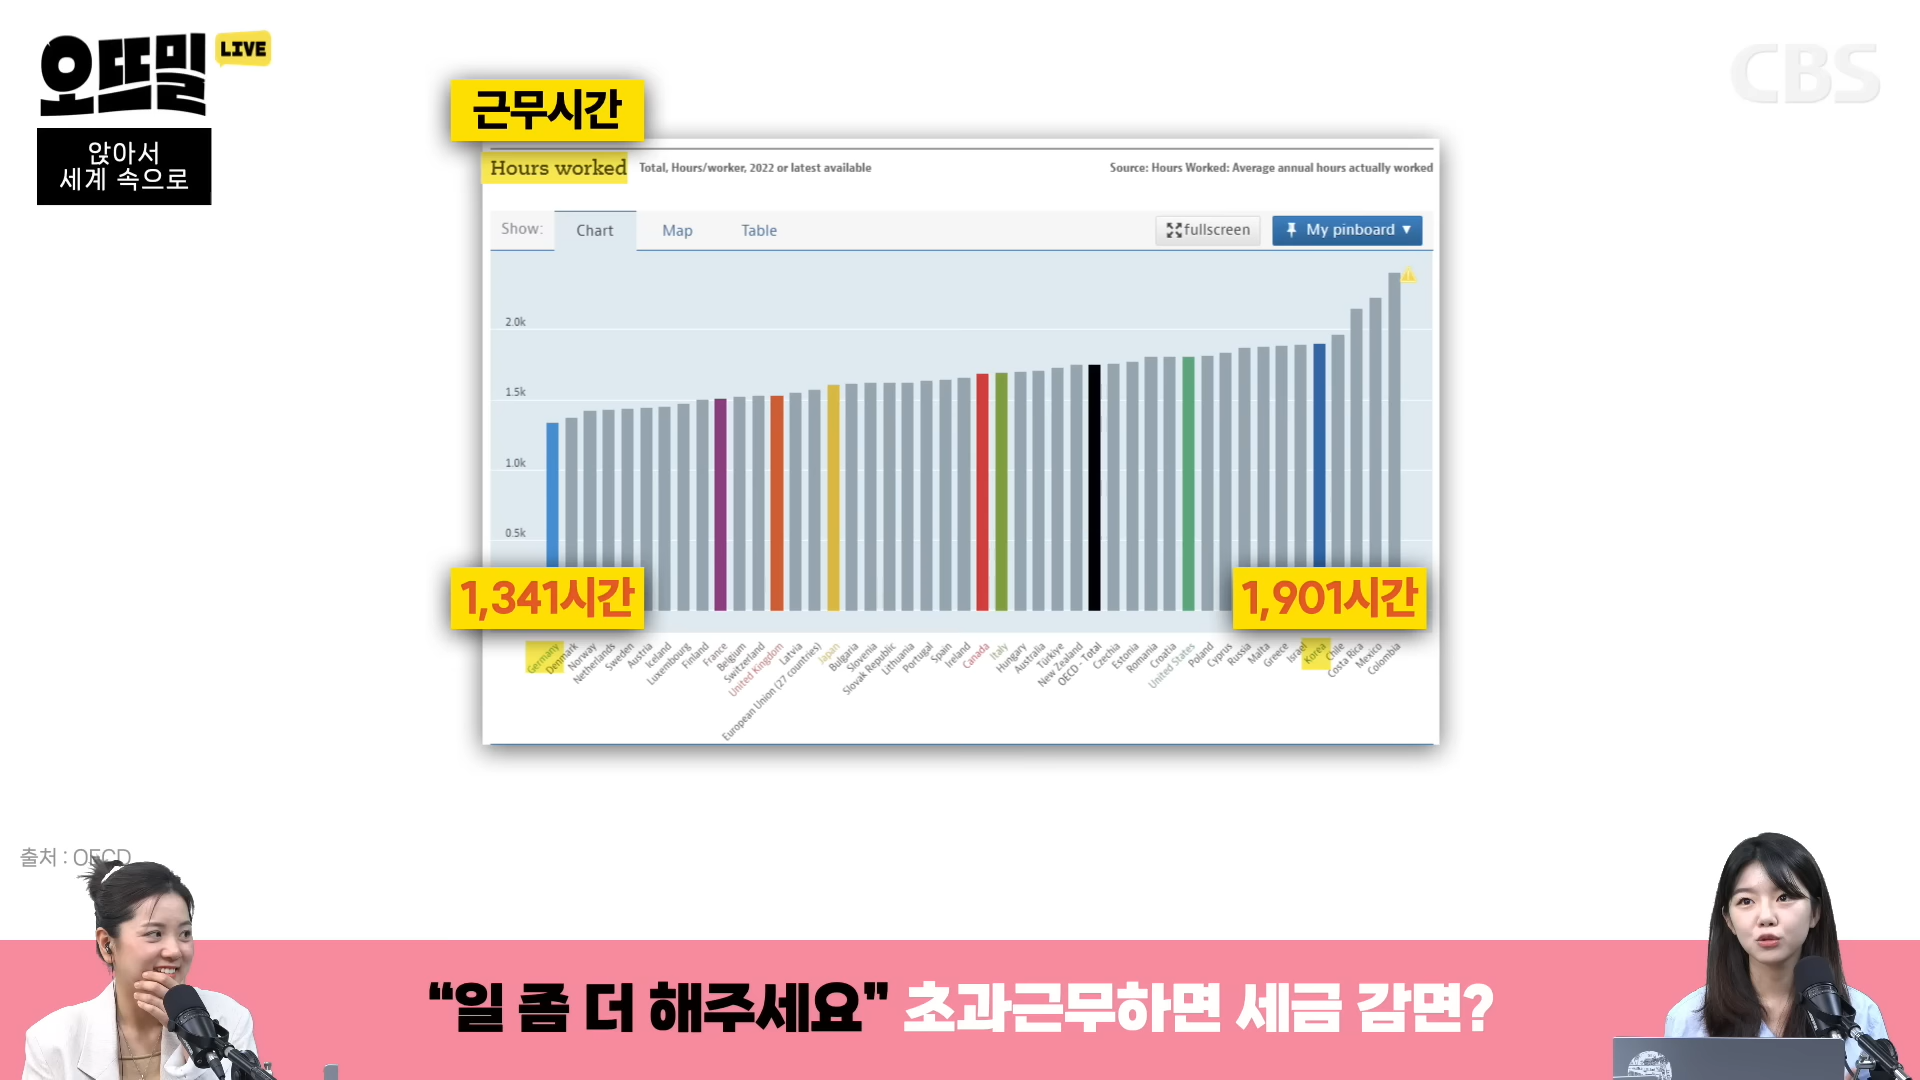 오뜨밀
LIVE
앉아서
세계 속으로
CBS
근무시간
Hours worked
Total, Hours/worker, 2022 or latest available
Source: Hours Worked: Average annual hours actually worked
Show:
Chart
Map
Table
fullscreen
My pinboard ▼
2.0k
1.5k
1.0k
0.5k
1,341시간
1,901시간
Germany
Denmark
Norway
Netherlands
Sweden
Austria
Iceland
Luxembourg
Finland
France
Belgium
Switzerland
United Kingdom
Latvia
European Union (27 countries)
Japan
Bulgaria
Slovenia
Slovak Republic
Lithuania
Portugal
Spain
Ireland
Canada
Italy
Hungary
Australia
Türkiye
New Zealand
OECD - Total
Czechia
Estonia
Romania
Croatia
United States
Poland
Cyprus
Russia
Malta
Greece
Israel
Korea
Chile
Costa Rica
Mexico
Colombia
출처 : OECD
“일 좀 더 해주세요” 초과근무하면 세금 감면?